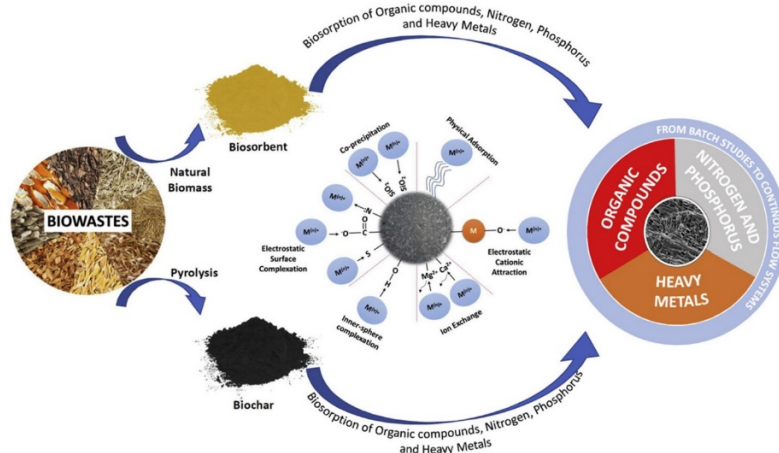 Biosorption of Organic compounds, Nitrogen, Phosphorus
and Heavy Metals
Biosorbent
Natural
Biomass
BIOWASTES
Pyrolysis
Biochar
Co-precipitation
M(n)+
M(n)+
SiO₃
SiO₃
Physical Adsorption
M(n)+
M(n)+
N
M(n)+
O
C
O
Electrostatic
Surface
Complexation
M(n)+
S
O
H
M(n)+
Inner-sphere
complexation
M
O⁻
M(n)+
Electrostatic
Cationic
Attraction
Mg²⁺
Ca²⁺
M(n)+
M(n)+
Ion Exchange
FROM BATCH STUDIES TO CONTINOUS FLOW SYSTEMS
ORGANIC
COMPOUNDS
NITROGEN AND
PHOSPHORUS
HEAVY
METALS
Biosorption of Organic compounds, Nitrogen, Phosphorus
and Heavy Metals